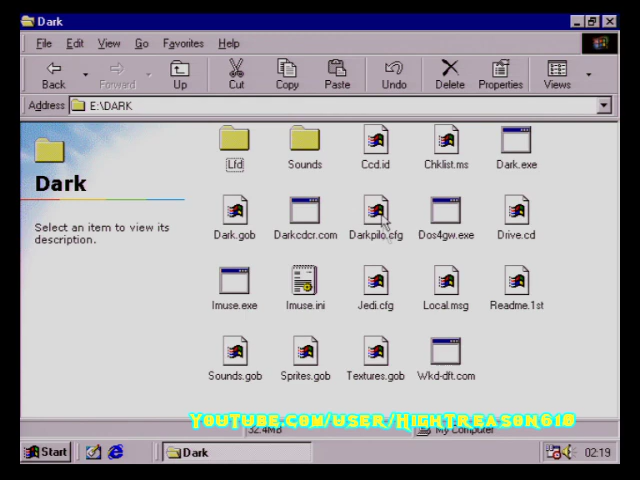 Dark
File Edit View Go Favorites Help
Back Forward Up Cut Copy Paste Undo Delete Properties Views
Address E:\DARK
Lfd Sounds Ccd.id Chklist.ms Dark.exe
Dark
Select an item to view its
description.
Dark.gob Darkcdcr.com Darkpilo.cfg Dos4gw.exe Drive.cd
Imuse.exe Imuse.ini Jedi.cfg Local.msg Readme.1st
Sounds.gob Sprites.gob Textures.gob Wkd-dft.com
YouTube.com/user/HighTreason610
32.4MB My Computer
Start Dark 02:19